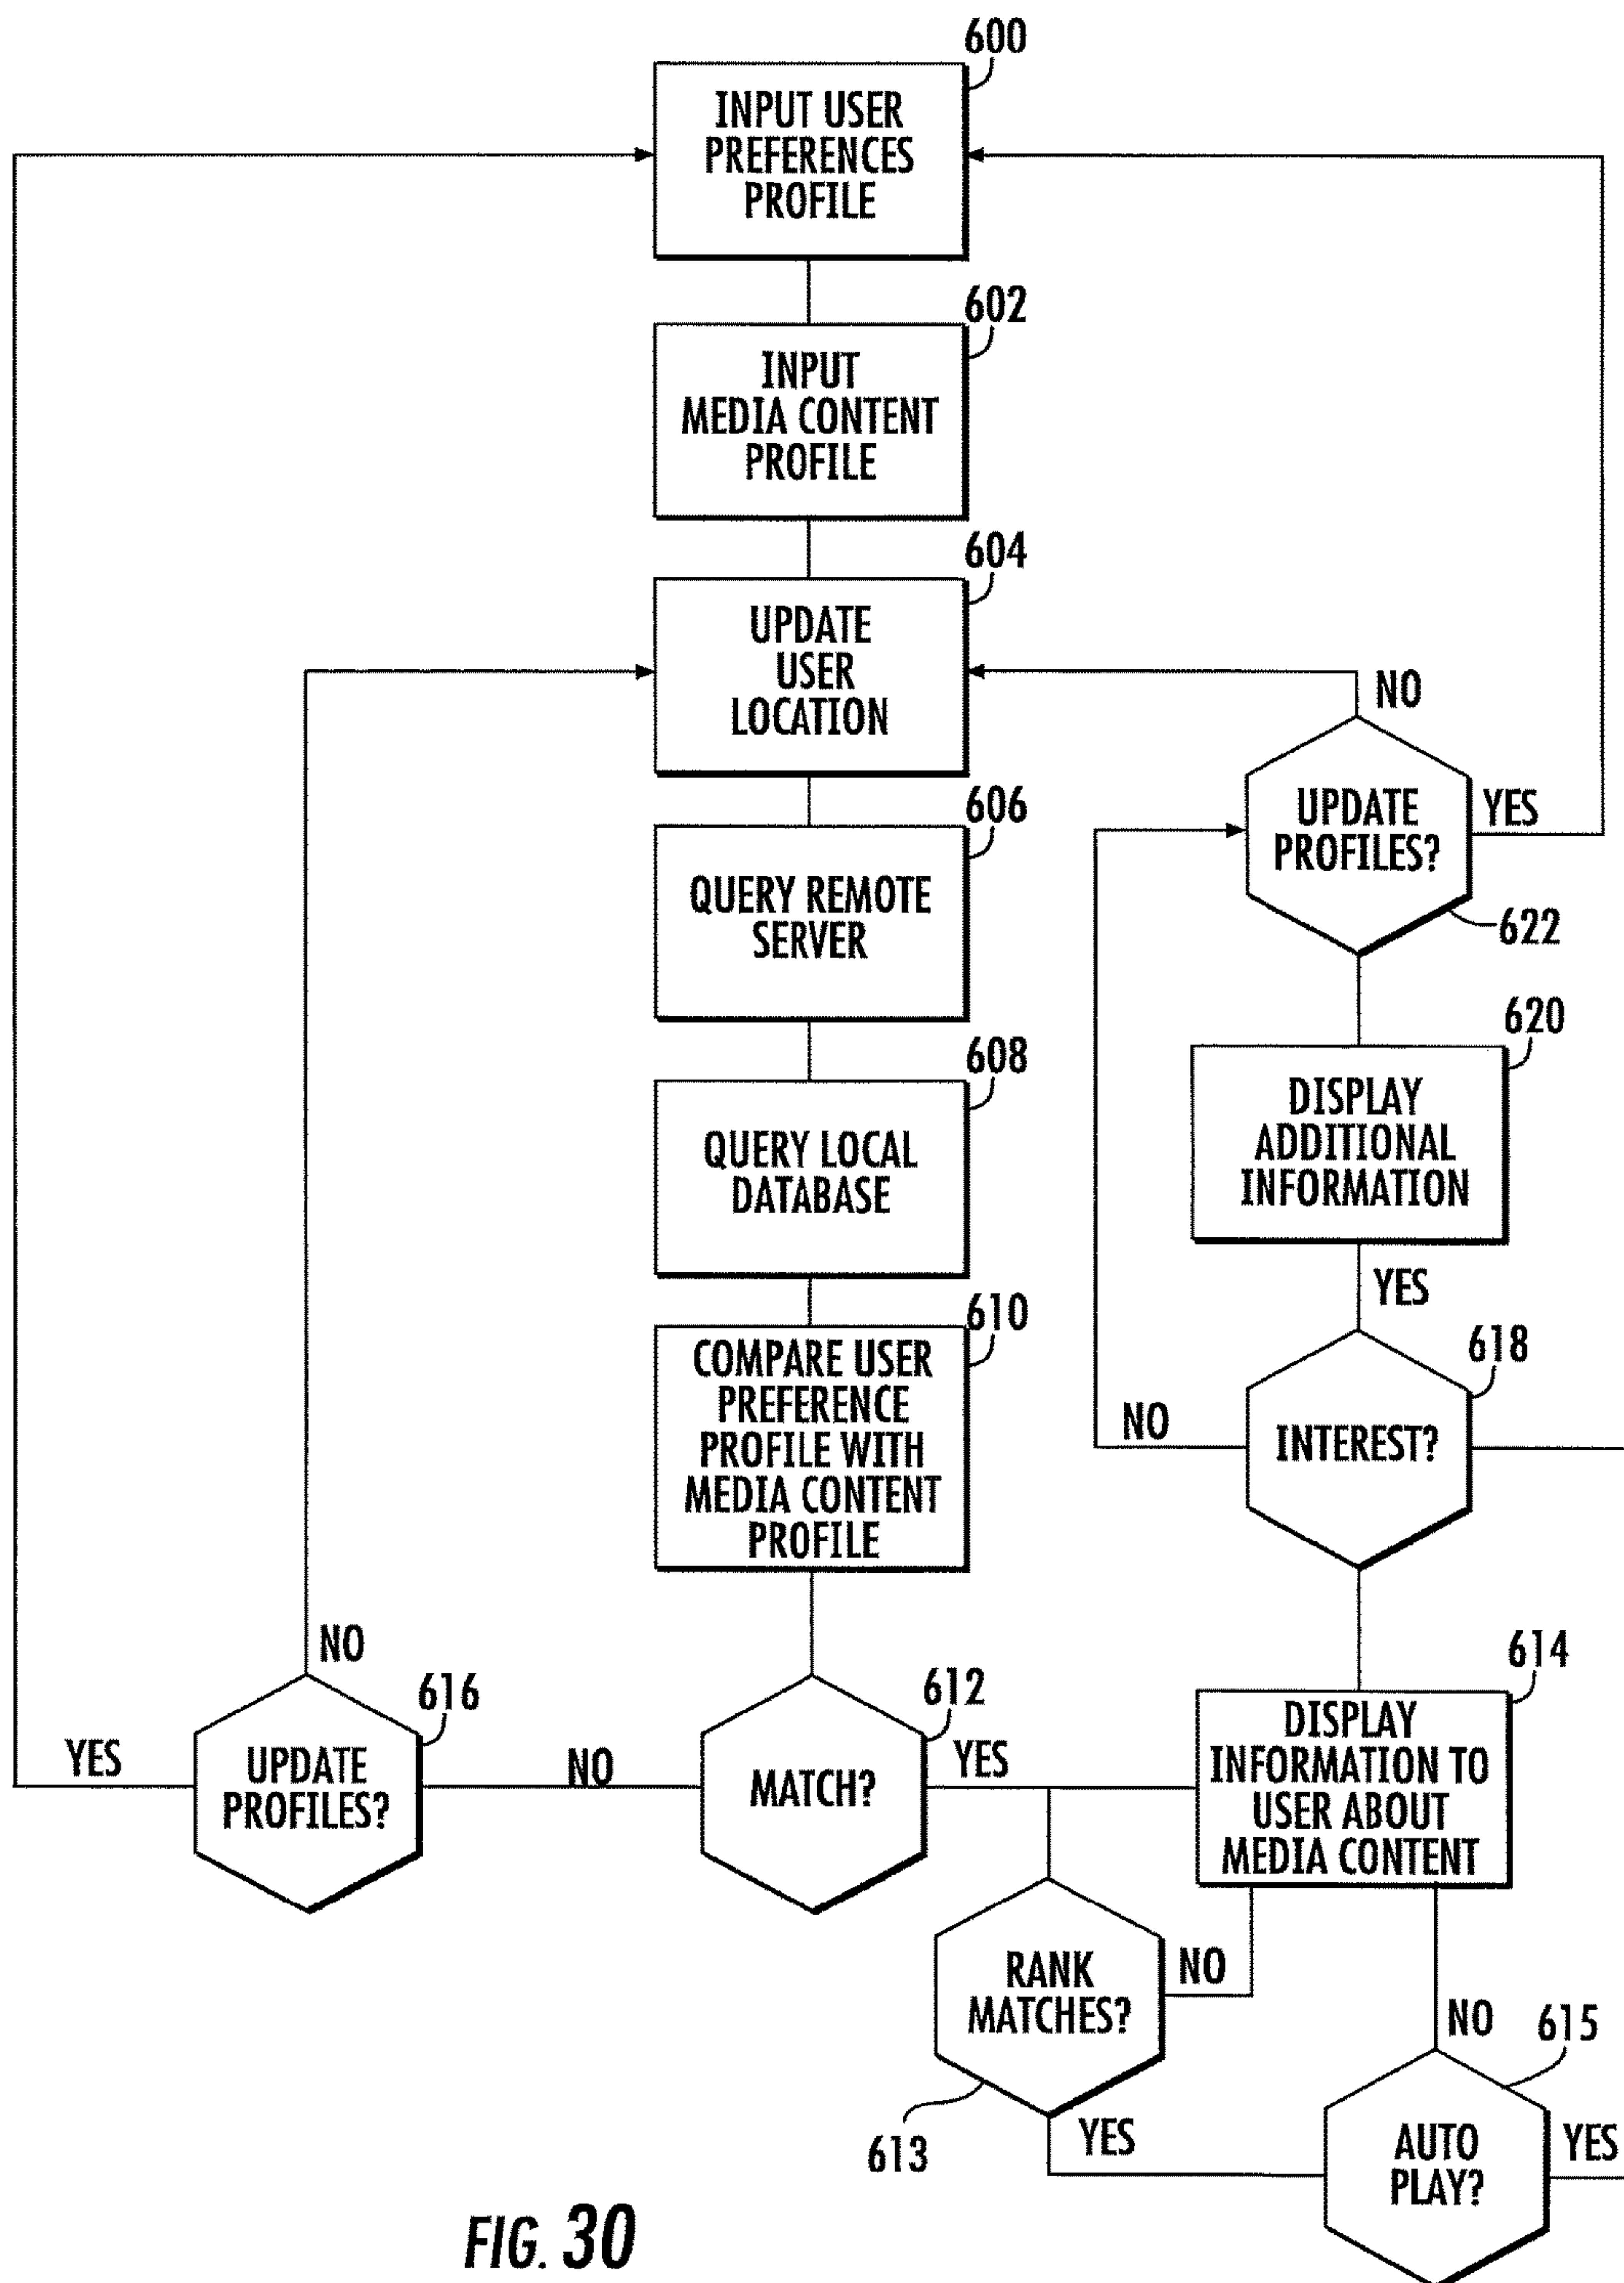 600
INPUT USER
PREFERENCES
PROFILE
602
INPUT
MEDIA CONTENT
PROFILE
604
UPDATE
USER
LOCATION
NO
606
UPDATE
PROFILES?
YES
622
QUERY REMOTE
SERVER
620
608
DISPLAY
ADDITIONAL
INFORMATION
QUERY LOCAL
DATABASE
YES
610
618
COMPARE USER
PREFERENCE
PROFILE WITH
MEDIA CONTENT
PROFILE
NO
INTEREST?
NO
616
612
614
YES
UPDATE
PROFILES?
NO
MATCH?
YES
DISPLAY
INFORMATION TO
USER ABOUT
MEDIA CONTENT
RANK
MATCHES?
NO
613
YES
NO
615
AUTO
PLAY?
YES
FIG. 30